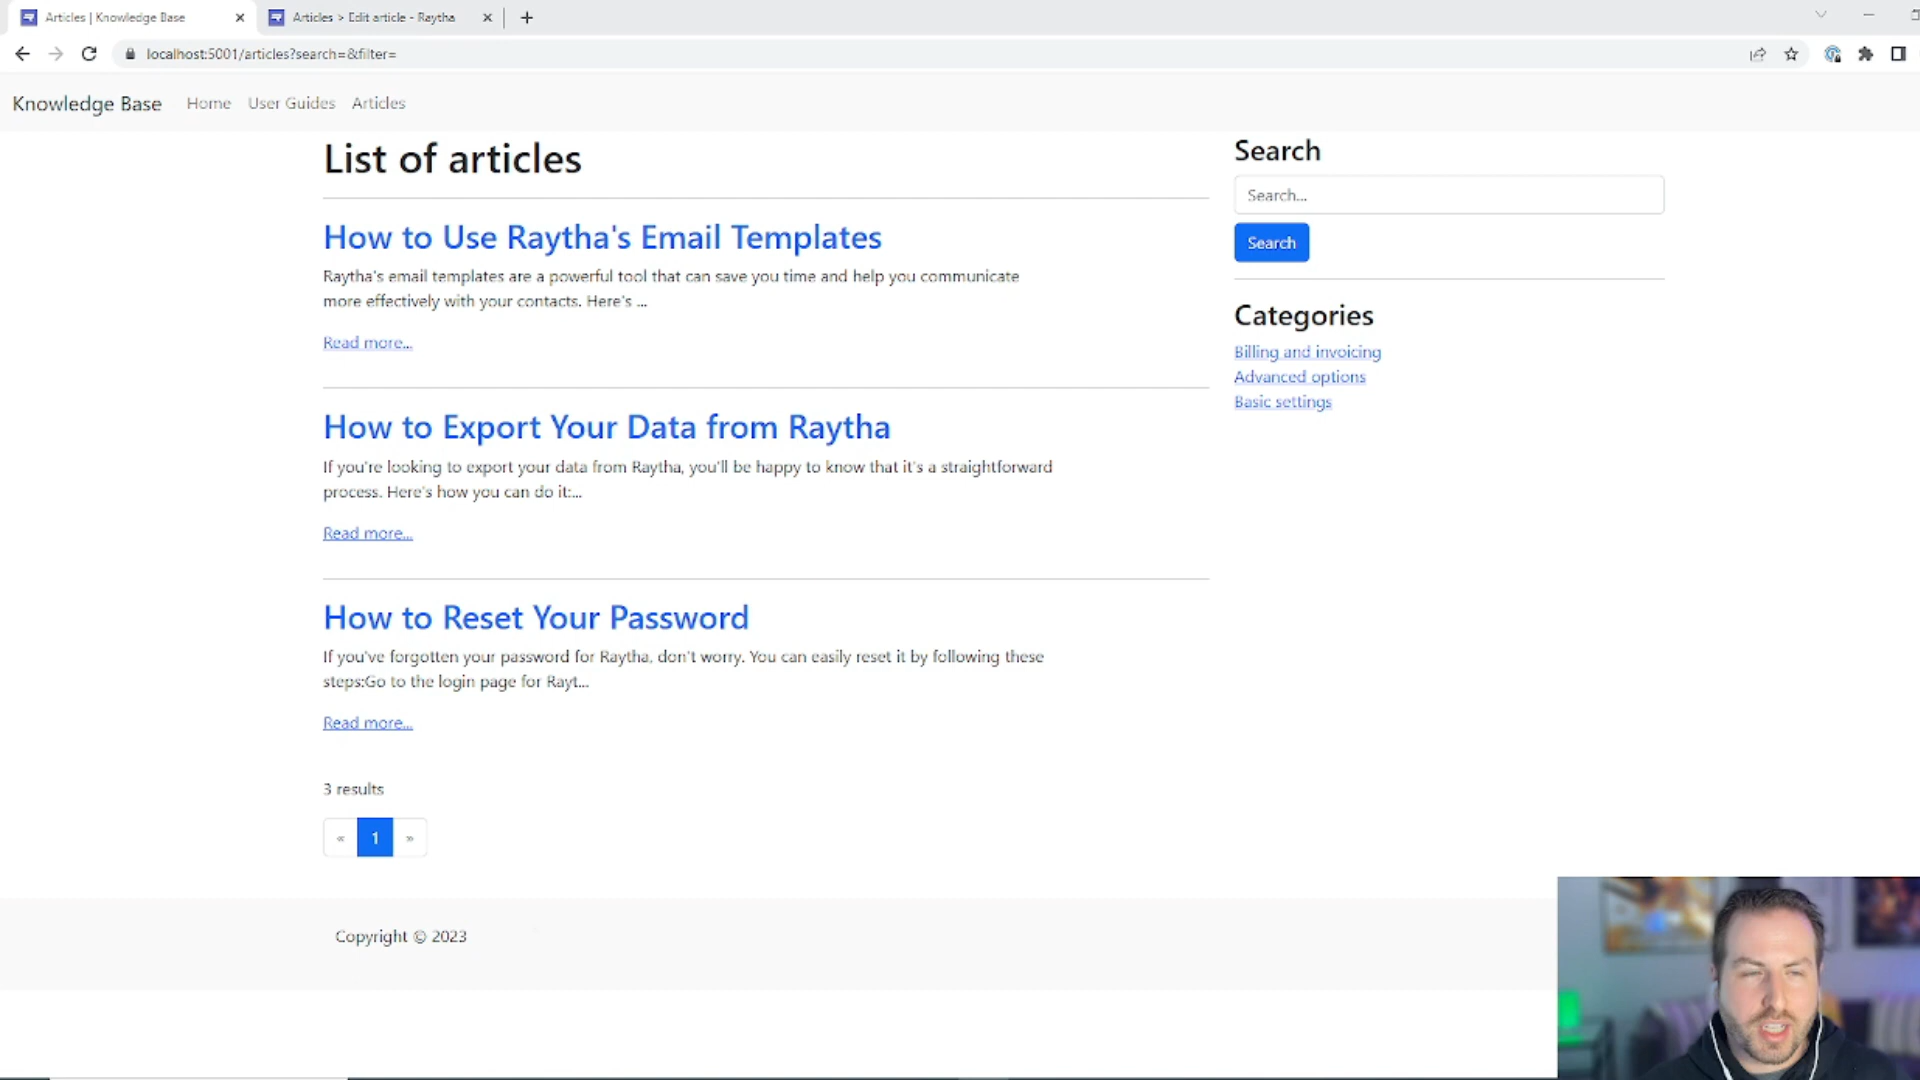 Articles | Knowledge Base
Articles > Edit article - Raytha
localhost:5001/articles?search=&filter=
Knowledge Base Home User Guides Articles
List of articles
How to Use Raytha's Email Templates
Raytha's email templates are a powerful tool that can save you time and help you communicate
more effectively with your contacts. Here's ...
Read more...
How to Export Your Data from Raytha
If you're looking to export your data from Raytha, you'll be happy to know that it's a straightforward
process. Here's how you can do it:...
Read more...
How to Reset Your Password
If you've forgotten your password for Raytha, don't worry. You can easily reset it by following these
steps:Go to the login page for Rayt...
Read more...
3 results
« 1 »
Search
Search...
Search
Categories
Billing and invoicing
Advanced options
Basic settings
Copyright © 2023